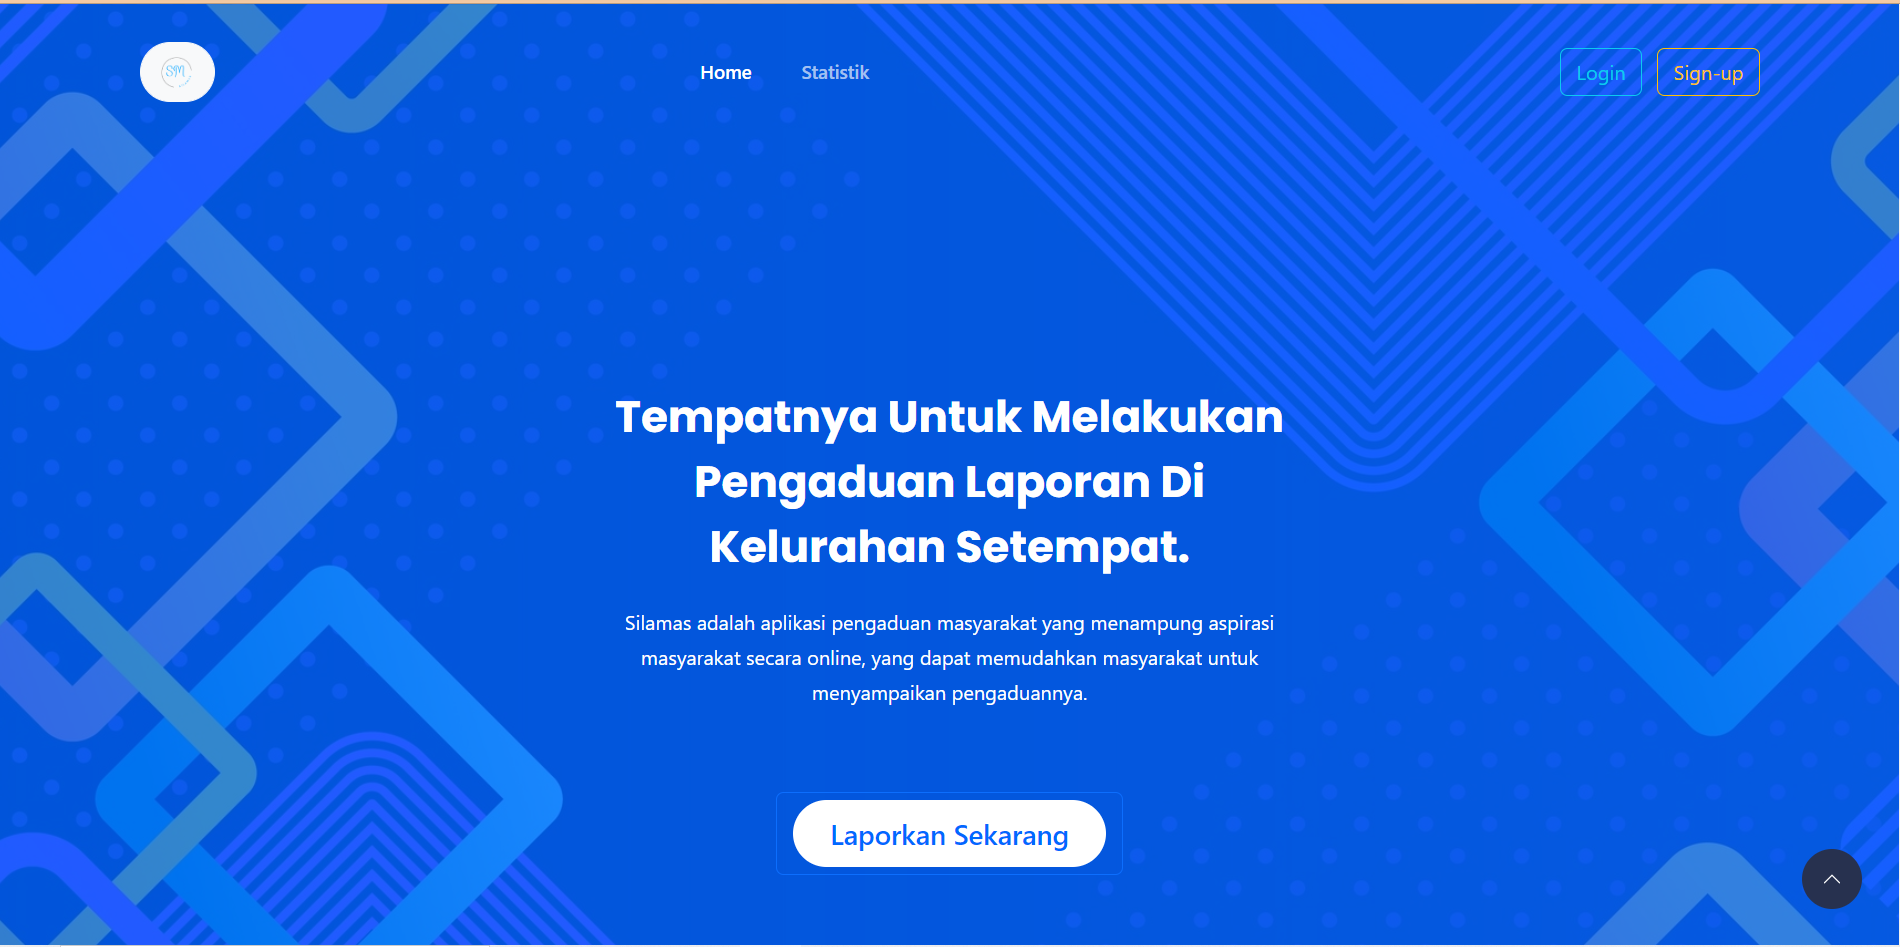 SM
Home
Statistik
Login
Sign-up
Tempatnya Untuk Melakukan
Pengaduan Laporan Di
Kelurahan Setempat.
Silamas adalah aplikasi pengaduan masyarakat yang menampung aspirasi
masyarakat secara online, yang dapat memudahkan masyarakat untuk
menyampaikan pengaduannya.
Laporkan Sekarang